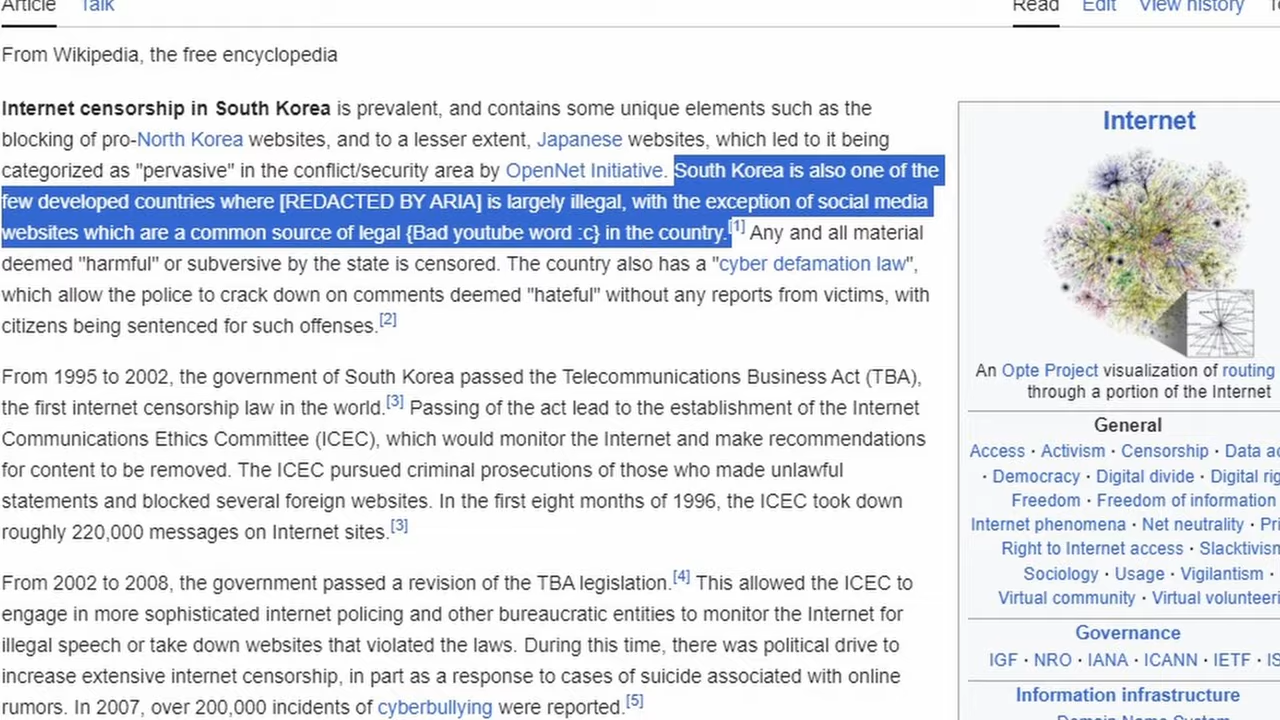 Article Talk Read Edit View history
From Wikipedia, the free encyclopedia
Internet censorship in South Korea is prevalent, and contains some unique elements such as the
blocking of pro-North Korea websites, and to a lesser extent, Japanese websites, which led to it being
categorized as "pervasive" in the conflict/security area by OpenNet Initiative. South Korea is also one of the
few developed countries where [REDACTED BY ARIA] is largely illegal, with the exception of social media
websites which are a common source of legal {Bad youtube word :c} in the country.[1] Any and all material
deemed "harmful" or subversive by the state is censored. The country also has a "cyber defamation law",
which allow the police to crack down on comments deemed "hateful" without any reports from victims, with
citizens being sentenced for such offenses.[2]
From 1995 to 2002, the government of South Korea passed the Telecommunications Business Act (TBA),
the first internet censorship law in the world.[3] Passing of the act lead to the establishment of the Internet
Communications Ethics Committee (ICEC), which would monitor the Internet and make recommendations
for content to be removed. The ICEC pursued criminal prosecutions of those who made unlawful
statements and blocked several foreign websites. In the first eight months of 1996, the ICEC took down
roughly 220,000 messages on Internet sites.[3]
From 2002 to 2008, the government passed a revision of the TBA legislation.[4] This allowed the ICEC to
engage in more sophisticated internet policing and other bureaucratic entities to monitor the Internet for
illegal speech or take down websites that violated the laws. During this time, there was political drive to
increase extensive internet censorship, in part as a response to cases of suicide associated with online
rumors. In 2007, over 200,000 incidents of cyberbullying were reported.[5]
Internet
An Opte Project visualization of routing
through a portion of the Internet
General
Access · Activism · Censorship · Data
· Democracy · Digital divide · Digital
Freedom · Freedom of information
Internet phenomena · Net neutrality ·
Right to Internet access · Slacktivism
Sociology · Usage · Vigilantism ·
Virtual community · Virtual
Governance
IGF · NRO · IANA · ICANN · IETF ·
Information infrastructure
Domain Name System